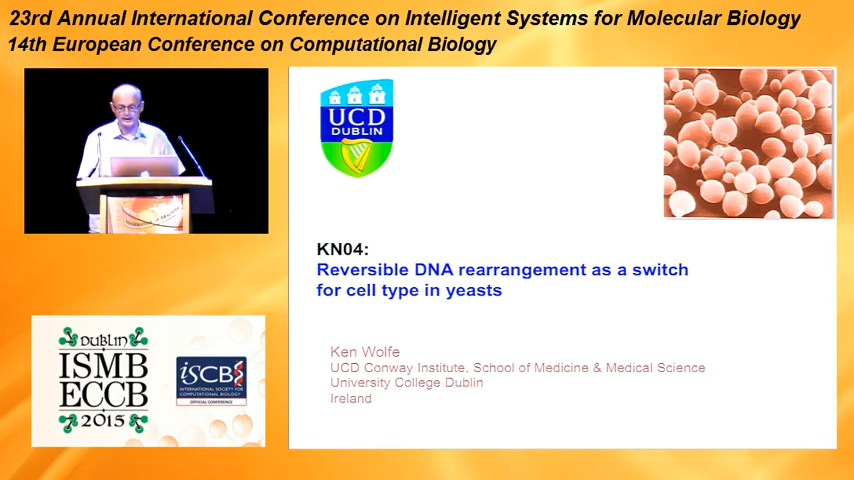 23rd Annual International Conference on Intelligent Systems for Molecular Biology
14th European Conference on Computational Biology
UCD
DUBLIN
KN04:
Reversible DNA rearrangement as a switch
for cell type in yeasts
Ken Wolfe
UCD Conway Institute, School of Medicine & Medical Science
University College Dublin
Ireland
DUBLIN
ISMB
ECCB
2015
ISCB
INTERNATIONAL SOCIETY FOR
COMPUTATIONAL BIOLOGY
OFFICIAL CONFERENCE